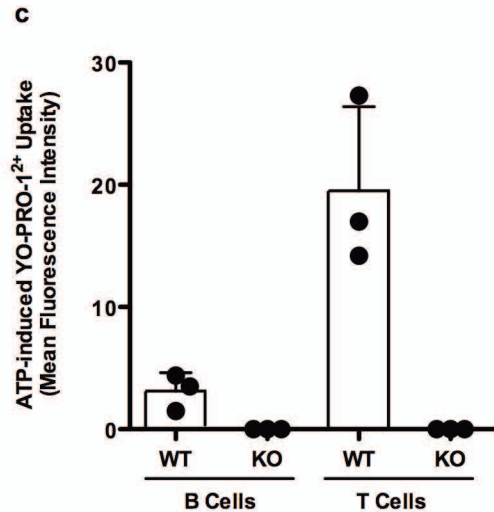 c
ATP-induced YO-PRO-1²⁺ Uptake
(Mean Fluorescence Intensity)
30
20
10
0
WT KO WT KO
B Cells T Cells